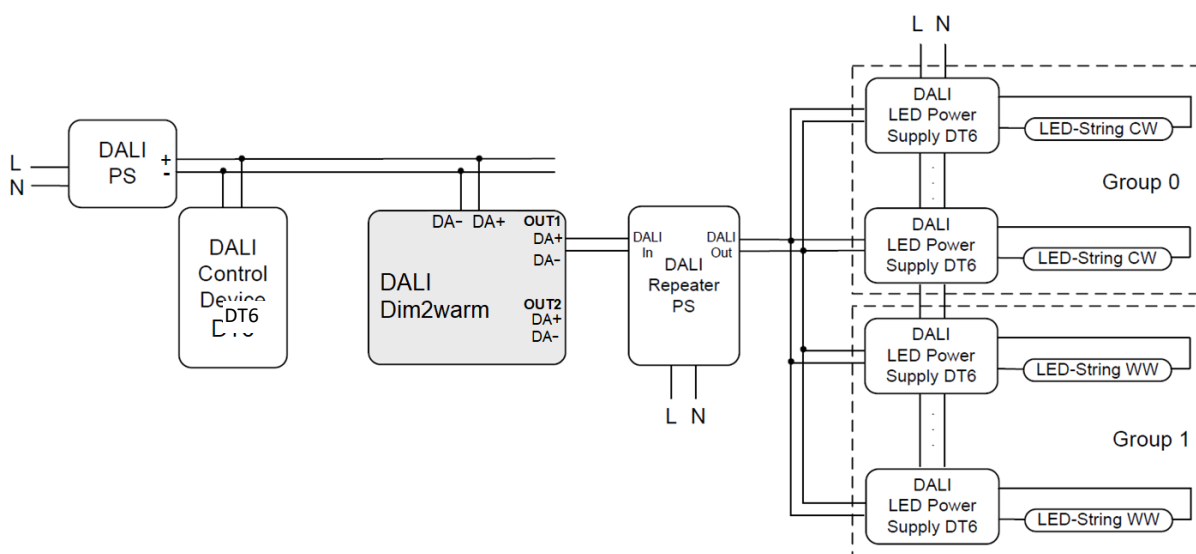 L N
DALI
LED Power
Supply DT6
LED-String CW
Group 0
DALI
PS
+
-
L
N
DALI
Control
Device
DT6
DA- DA+
OUT1
DA+
DA-
DALI
Dim2warm
OUT2
DA+
DA-
DALI
In
DALI
Out
DALI
Repeater
PS
L N
DALI
LED Power
Supply DT6
LED-String CW
DALI
LED Power
Supply DT6
LED-String WW
Group 1
DALI
LED Power
Supply DT6
LED-String WW